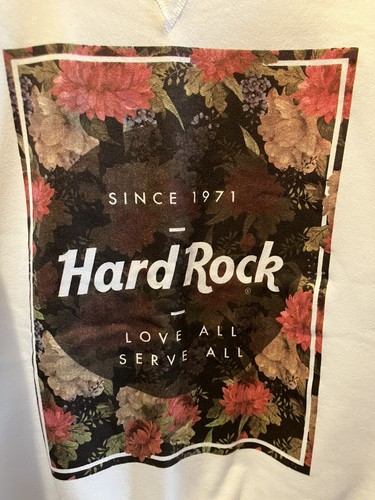 SINCE 1971
Hard Rock
LOVE ALL
SERVE ALL